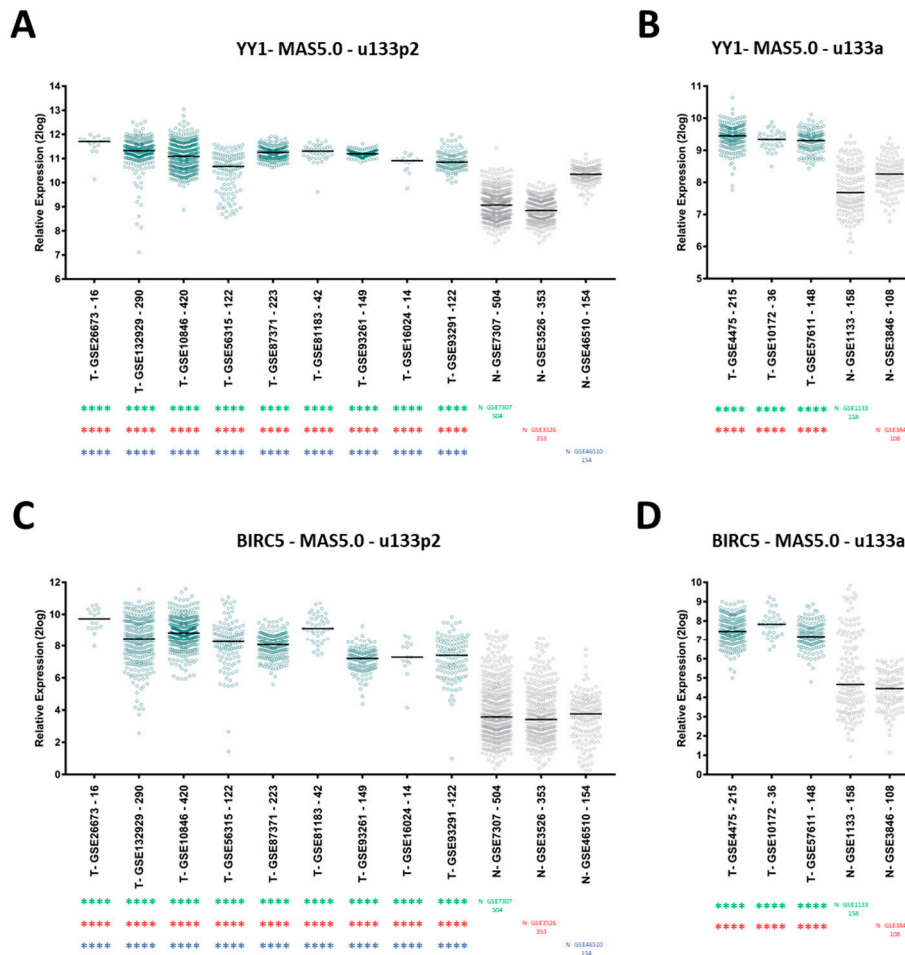 A
YY1- MAS5.0 - u133p2
Relative Expression (2log)
14
13
12
11
10
9
8
7
6
T- GSE26673 - 16
T- GSE132929 - 290
T- GSE10846 - 420
T- GSE56315 - 122
T- GSE87371 - 223
T- GSE81183 - 42
T- GSE93261 - 149
T- GSE16024 - 14
T- GSE93291 -122
N- GSE7307 - 504
N- GSE3526 - 353
N- GSE46510 - 154
**** **** **** **** **** **** **** **** **** N GSE7307
504
**** **** **** **** **** **** **** **** **** N GSE3526
353
**** **** **** **** **** **** **** **** **** N GSE46510
154
B
YY1- MAS5.0 - u133a
Relative Expression (2log)
11
10
9
8
7
6
5
T- GSE4475 - 215
T- GSE10172 - 36
T- GSE57611 - 148
N- GSE1133 - 158
N- GSE3846 - 108
**** **** **** N GSE1133
158
**** **** **** N GSE384
108
C
BIRC5 - MAS5.0 - u133p2
Relative Expression (2log)
12
10
8
6
4
2
0
T- GSE26673 - 16
T- GSE132929 - 290
T- GSE10846 - 420
T- GSE56315 - 122
T- GSE87371 - 223
T- GSE81183 - 42
T- GSE93261 - 149
T- GSE16024 - 14
T- GSE93291 -122
N- GSE7307 - 504
N- GSE3526 - 353
N- GSE46510 - 154
**** **** **** **** **** **** **** **** **** N GSE7307
504
**** **** **** **** **** **** **** **** **** N GSE3526
353
**** **** **** **** **** **** **** **** **** N GSE46510
154
D
BIRC5 - MAS5.0 - u133a
Relative Expression (2log)
10
9
8
7
6
5
4
3
2
1
0
T- GSE4475 - 215
T- GSE10172 - 36
T- GSE57611 - 148
N- GSE1133 - 158
N- GSE3846 - 108
**** **** **** N GSE1133
158
**** **** **** N GSE384
108